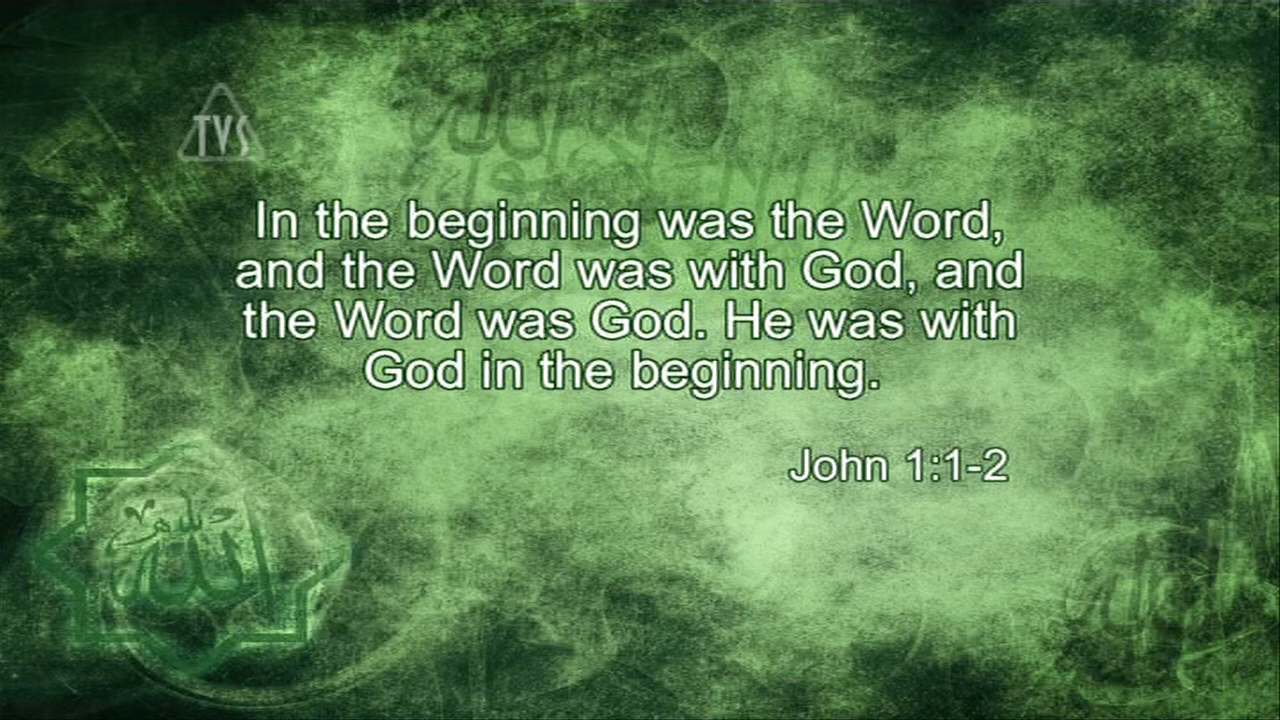 TVS
In the beginning was the Word,
and the Word was with God, and
the Word was God. He was with
God in the beginning.
John 1:1-2
الله